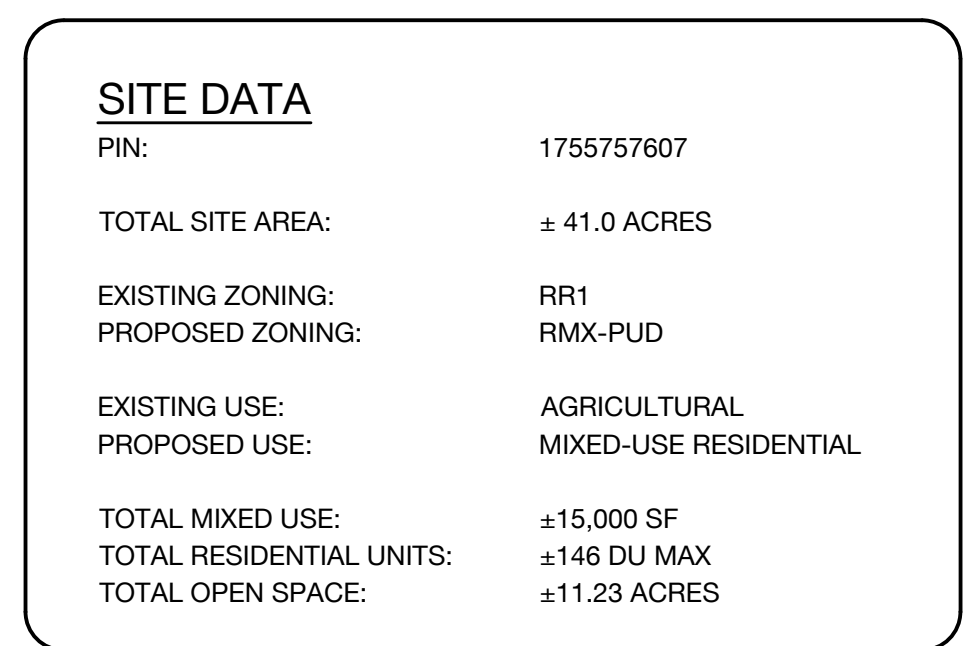 SITE DATA
PIN: 1755757607
TOTAL SITE AREA: ± 41.0 ACRES
EXISTING ZONING: RR1
PROPOSED ZONING: RMX-PUD
EXISTING USE: AGRICULTURAL
PROPOSED USE: MIXED-USE RESIDENTIAL
TOTAL MIXED USE: ±15,000 SF
TOTAL RESIDENTIAL UNITS: ±146 DU MAX
TOTAL OPEN SPACE: ±11.23 ACRES